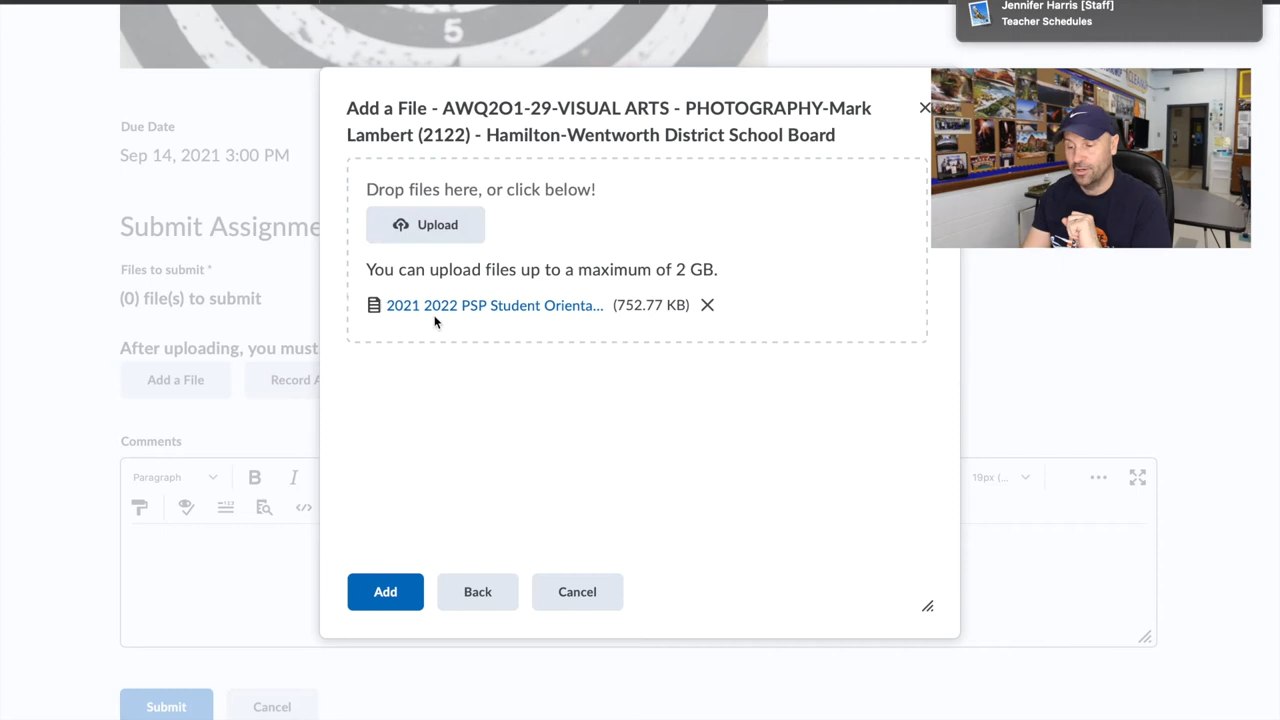 5
Jennifer Harris [Staff]
Teacher Schedules
Add a File - AWQ2O1-29-VISUAL ARTS - PHOTOGRAPHY-Mark
Lambert (2122) - Hamilton-Wentworth District School Board
Due Date
Sep 14, 2021 3:00 PM
Drop files here, or click below!
Upload
Submit Assignme
Files to submit *
(0) file(s) to submit
You can upload files up to a maximum of 2 GB.
2021 2022 PSP Student Orienta... (752.77 KB)
After uploading, you must
Add a File
Record A
Comments
Paragraph
B I
19px (...
Add
Back
Cancel
Submit
Cancel